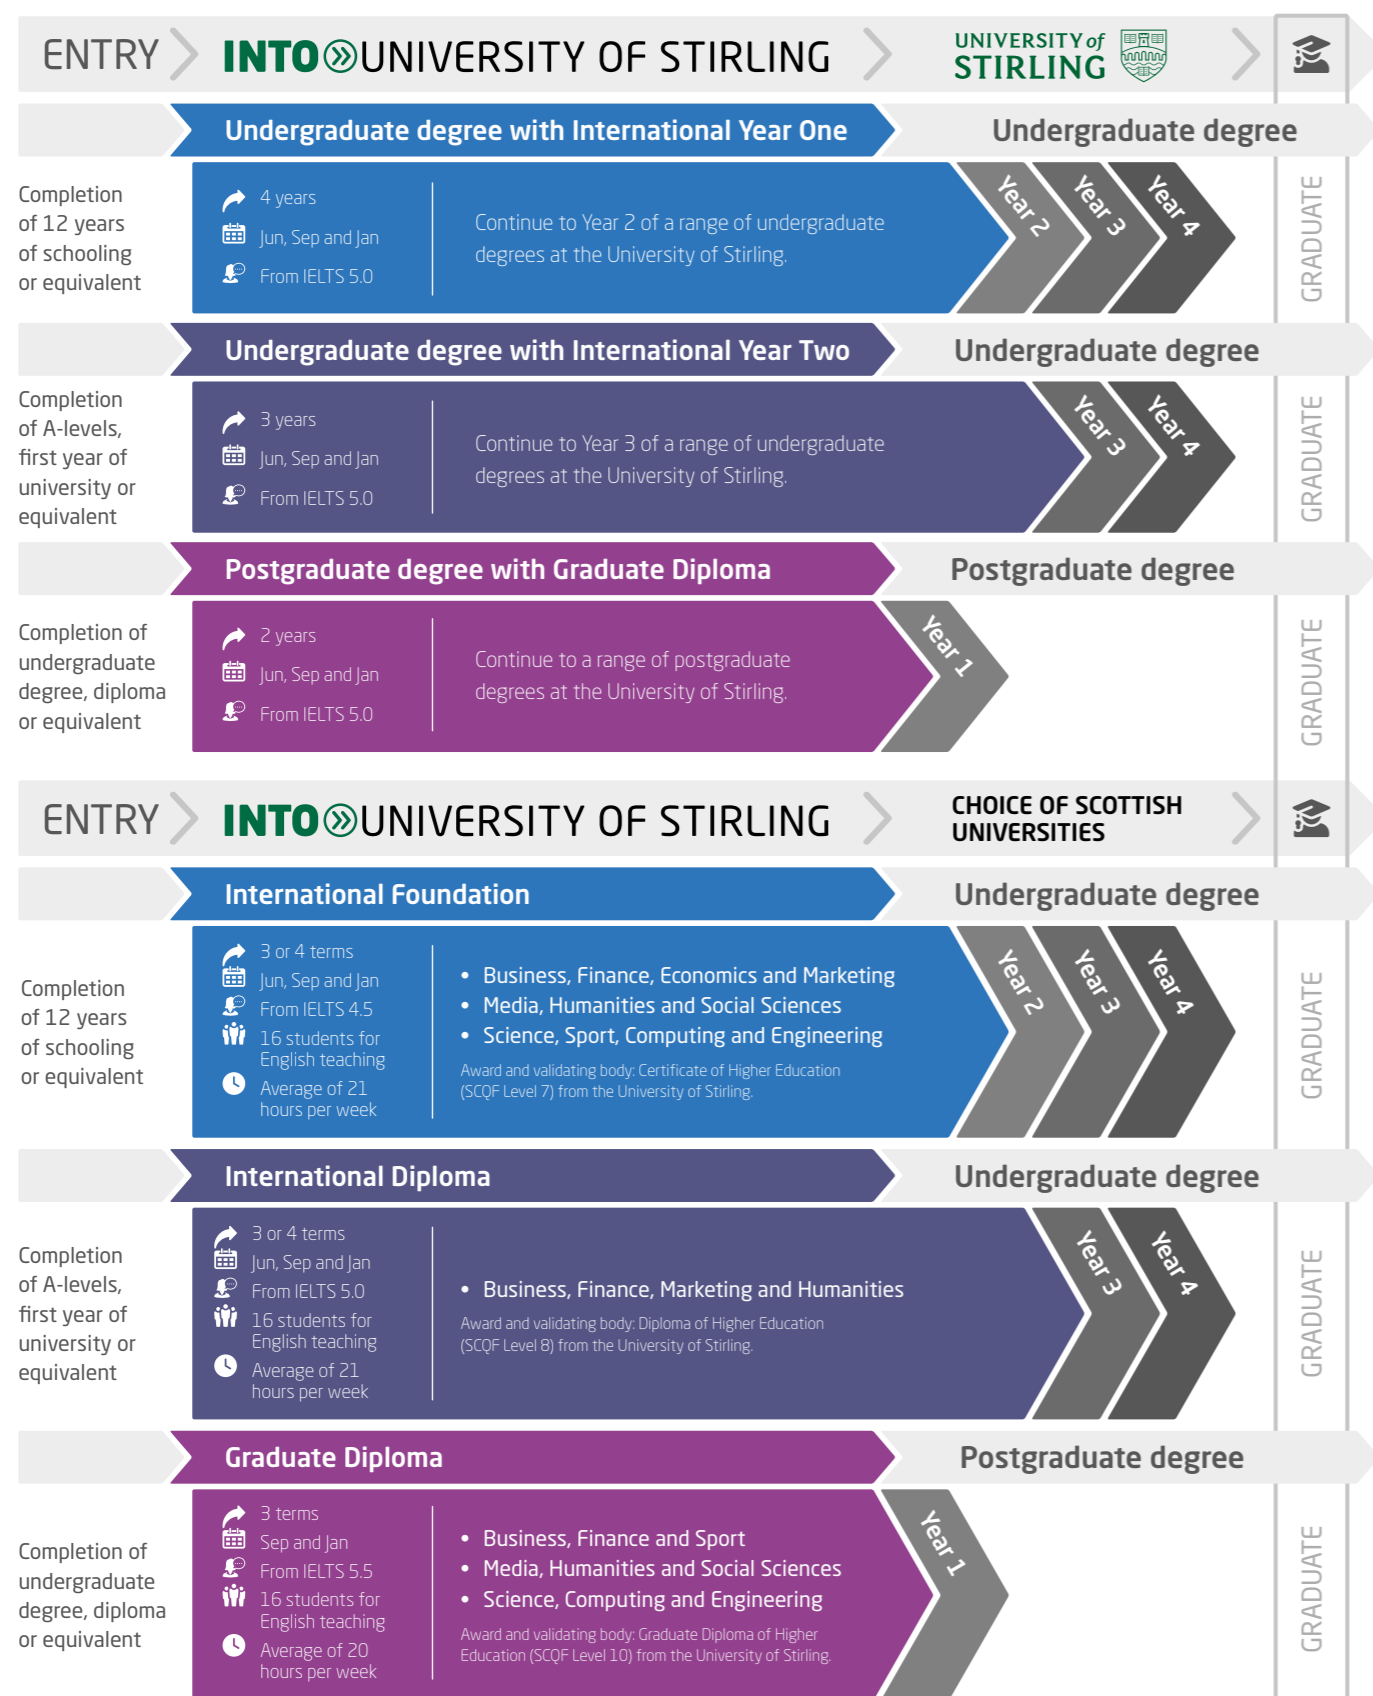 ENTRY
INTO UNIVERSITY OF STIRLING
UNIVERSITY of
STIRLING
Undergraduate degree with International Year One
Undergraduate degree
Completion
of 12 years
of schooling
or equivalent
4 years
Jun, Sep and Jan
From IELTS 5.0
Continue to Year 2 of a range of undergraduate
degrees at the University of Stirling.
Year 2
Year 3
Year 4
GRADUATE
Undergraduate degree with International Year Two
Undergraduate degree
Completion
of A-levels,
first year of
university or
equivalent
3 years
Jun, Sep and Jan
From IELTS 5.0
Continue to Year 3 of a range of undergraduate
degrees at the University of Stirling.
Year 3
Year 4
GRADUATE
Postgraduate degree with Graduate Diploma
Postgraduate degree
Completion of
undergraduate
degree, diploma
or equivalent
2 years
Jun, Sep and Jan
From IELTS 5.0
Continue to a range of postgraduate
degrees at the University of Stirling.
Year 1
GRADUATE
ENTRY
INTO UNIVERSITY OF STIRLING
CHOICE OF SCOTTISH
UNIVERSITIES
International Foundation
Undergraduate degree
Completion
of 12 years
of schooling
or equivalent
3 or 4 terms
Jun, Sep and Jan
From IELTS 4.5
16 students for
English teaching
Average of 21
hours per week
• Business, Finance, Economics and Marketing
• Media, Humanities and Social Sciences
• Science, Sport, Computing and Engineering
Award and validating body: Certificate of Higher Education
(SCQF Level 7) from the University of Stirling.
Year 2
Year 3
Year 4
GRADUATE
International Diploma
Undergraduate degree
Completion
of A-levels,
first year of
university or
equivalent
3 or 4 terms
Jun, Sep and Jan
From IELTS 5.0
16 students for
English teaching
Average of 21
hours per week
• Business, Finance, Marketing and Humanities
Award and validating body: Diploma of Higher Education
(SCQF Level 8) from the University of Stirling.
Year 3
Year 4
GRADUATE
Graduate Diploma
Postgraduate degree
Completion of
undergraduate
degree, diploma
or equivalent
3 terms
Sep and Jan
From IELTS 5.5
16 students for
English teaching
Average of 20
hours per week
• Business, Finance and Sport
• Media, Humanities and Social Sciences
• Science, Computing and Engineering
Award and validating body: Graduate Diploma of Higher
Education (SCQF Level 10) from the University of Stirling.
Year 1
GRADUATE